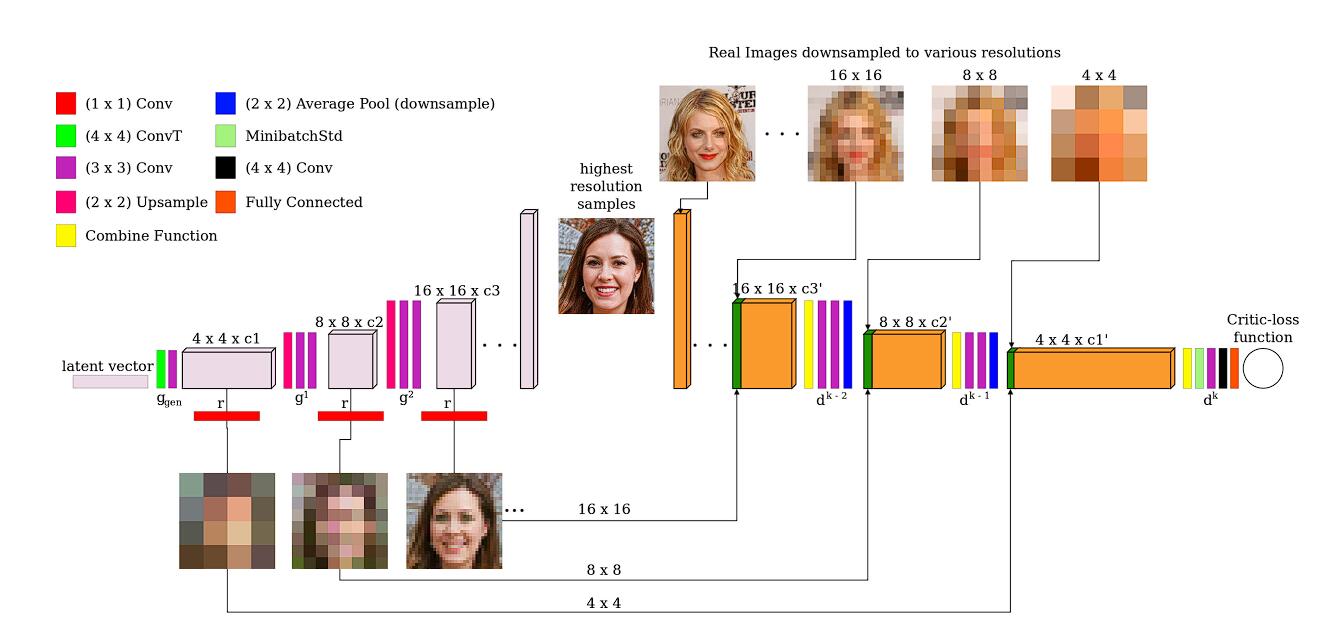 Real Images downsampled to various resolutions
16 x 16
8 x 8
4 x 4
(1 x 1) Conv
(2 x 2) Average Pool (downsample)
(4 x 4) ConvT
MinibatchStd
(3 x 3) Conv
(4 x 4) Conv
(2 x 2) Upsample
Fully Connected
Combine Function
highest
resolution
samples
. . .
16 x 16 x c3
16 x 16 x c3'
8 x 8 x c2
8 x 8 x c2'
4 x 4 x c1
4 x 4 x c1'
Critic-loss
function
latent vector
. . .
. . .
g_gen
g^1
g^2
d^k - 2
d^k - 1
d^k
r
r
r
...
16 x 16
8 x 8
4 x 4